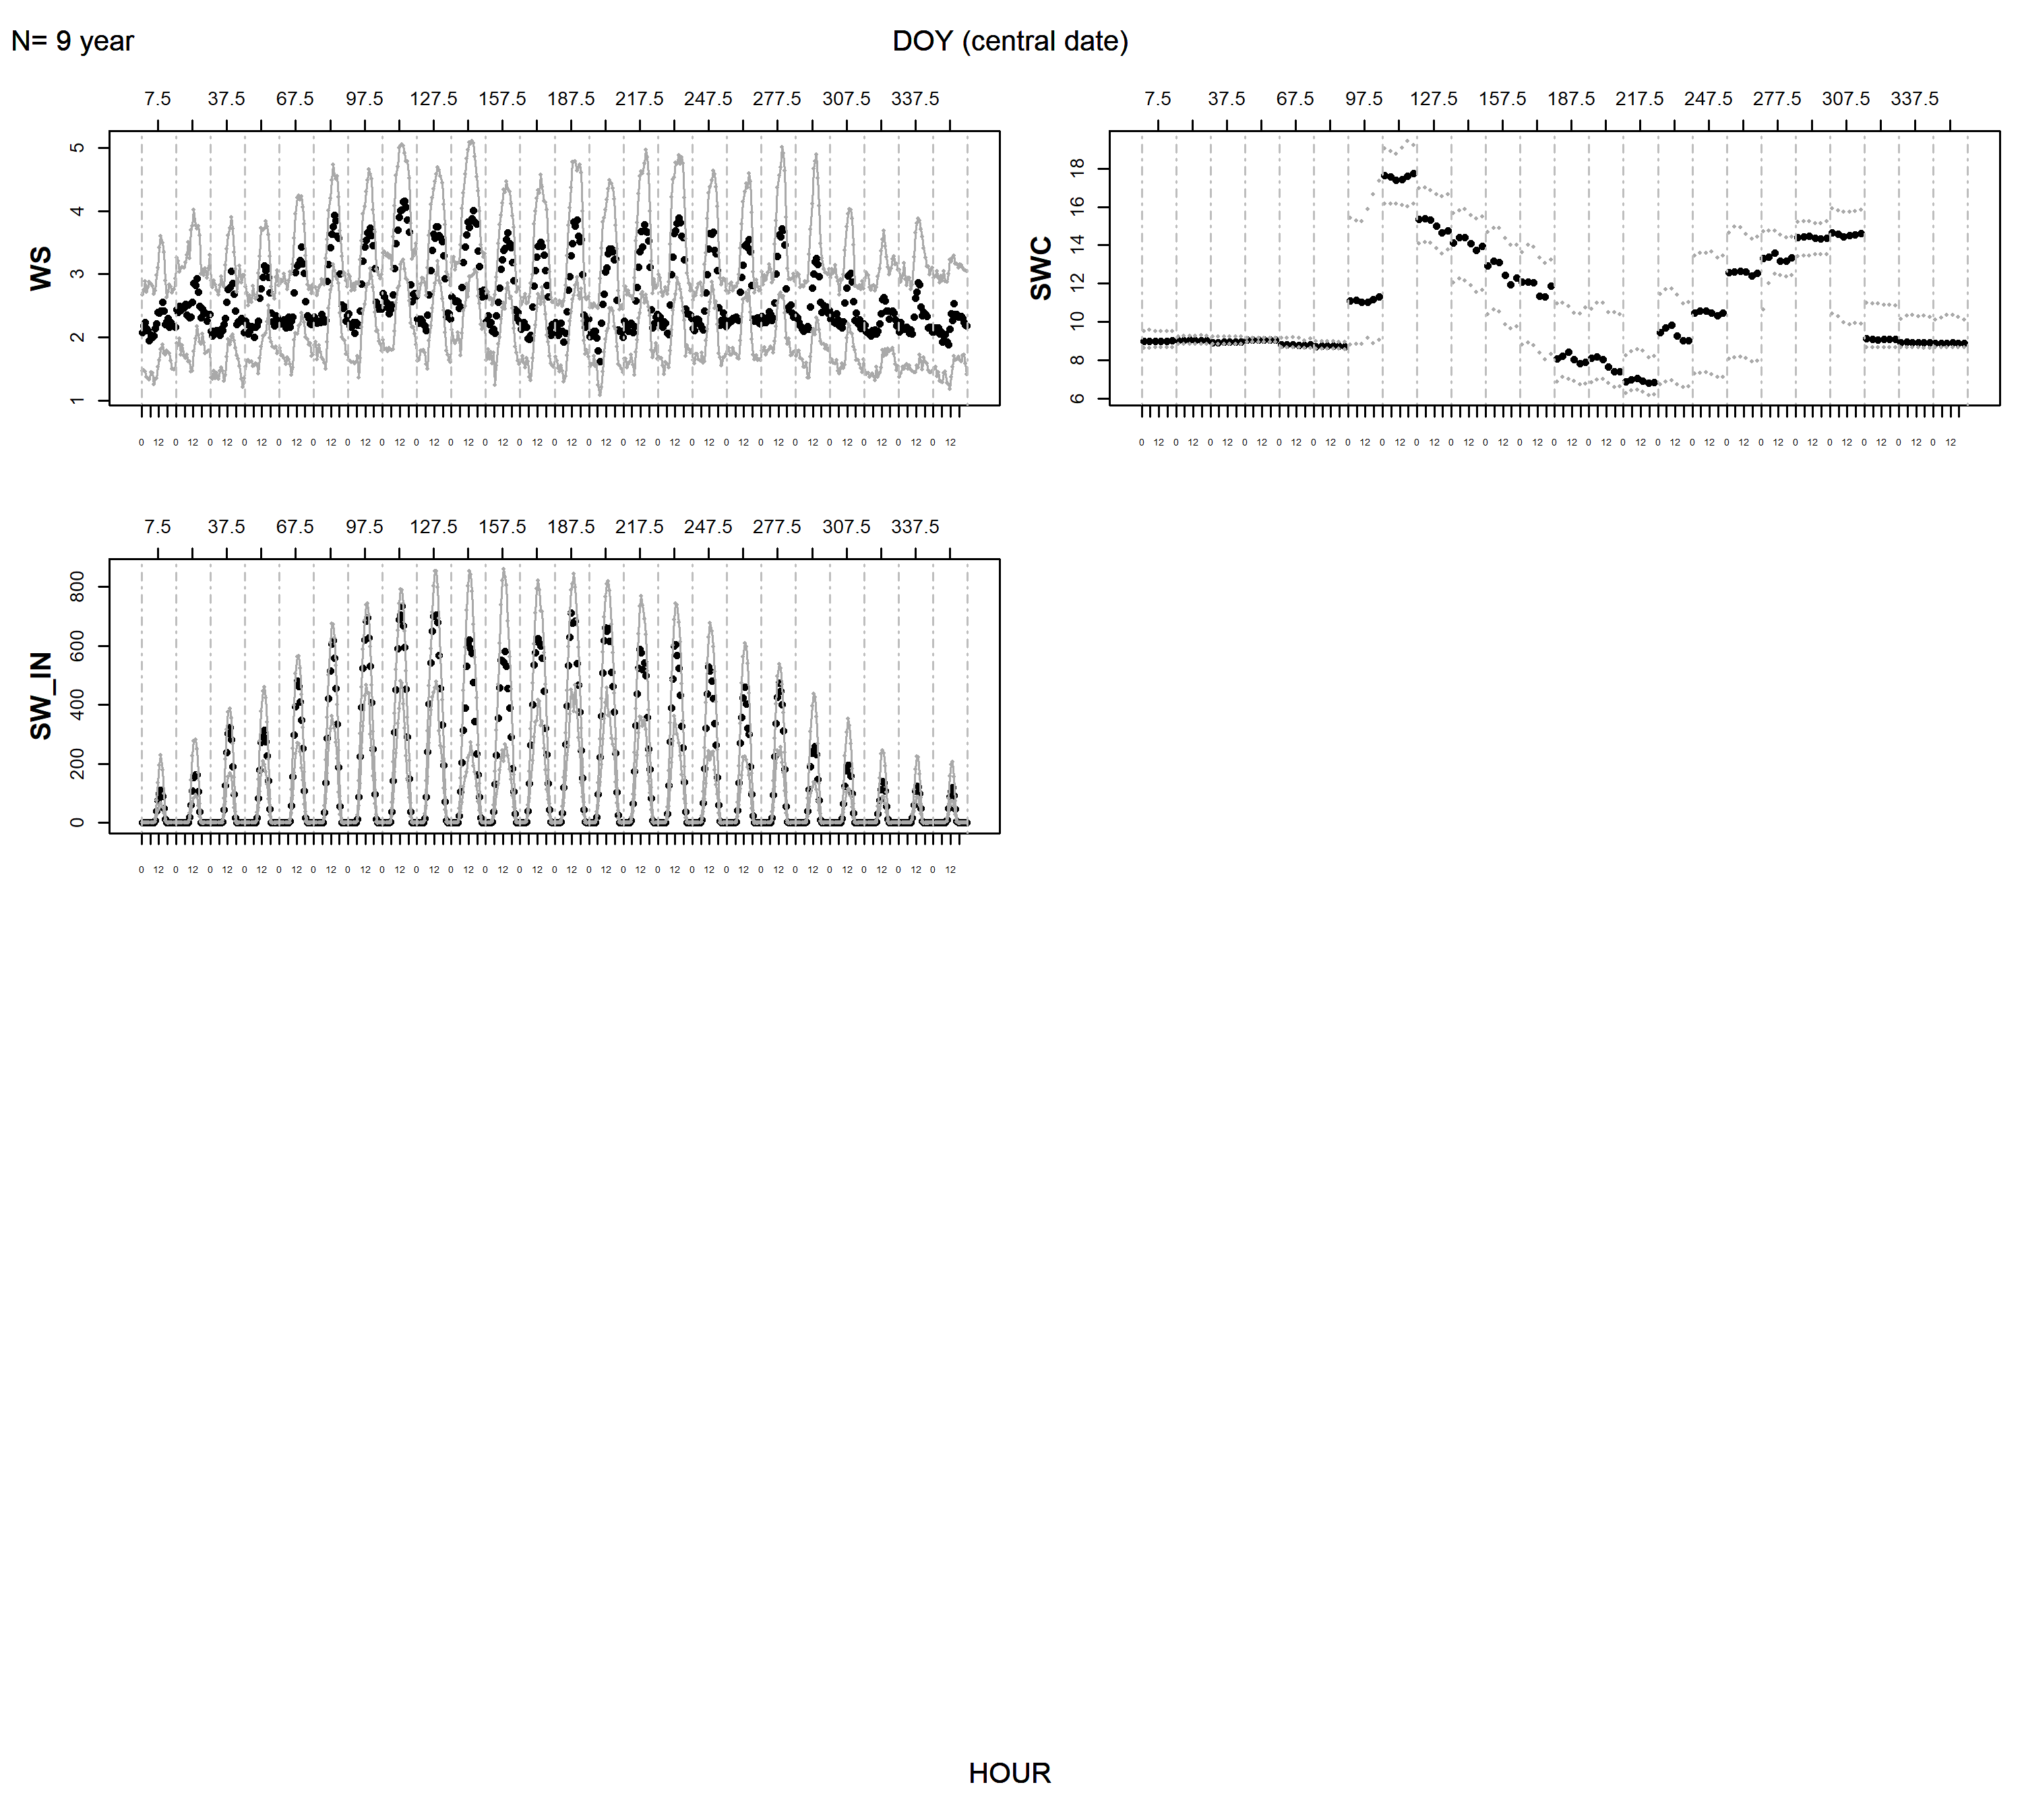 N= 9 year
DOY (central date)
7.5 37.5 67.5 97.5 127.5 157.5 187.5 217.5 247.5 277.5 307.5 337.5
WS
5
4
3
2
1
0 12 0 12 0 12 0 12 0 12 0 12 0 12 0 12 0 12 0 12 0 12 0 12 0 12 0 12 0 12 0 12 0 12 0 12 0 12 0 12 0 12 0 12 0 12 0 12
7.5 37.5 67.5 97.5 127.5 157.5 187.5 217.5 247.5 277.5 307.5 337.5
SWC
18
16
14
12
10
8
6
0 12 0 12 0 12 0 12 0 12 0 12 0 12 0 12 0 12 0 12 0 12 0 12 0 12 0 12 0 12 0 12 0 12 0 12 0 12 0 12 0 12 0 12 0 12 0 12
7.5 37.5 67.5 97.5 127.5 157.5 187.5 217.5 247.5 277.5 307.5 337.5
SW_IN
800
600
400
200
0
0 12 0 12 0 12 0 12 0 12 0 12 0 12 0 12 0 12 0 12 0 12 0 12 0 12 0 12 0 12 0 12 0 12 0 12 0 12 0 12 0 12 0 12 0 12 0 12
HOUR